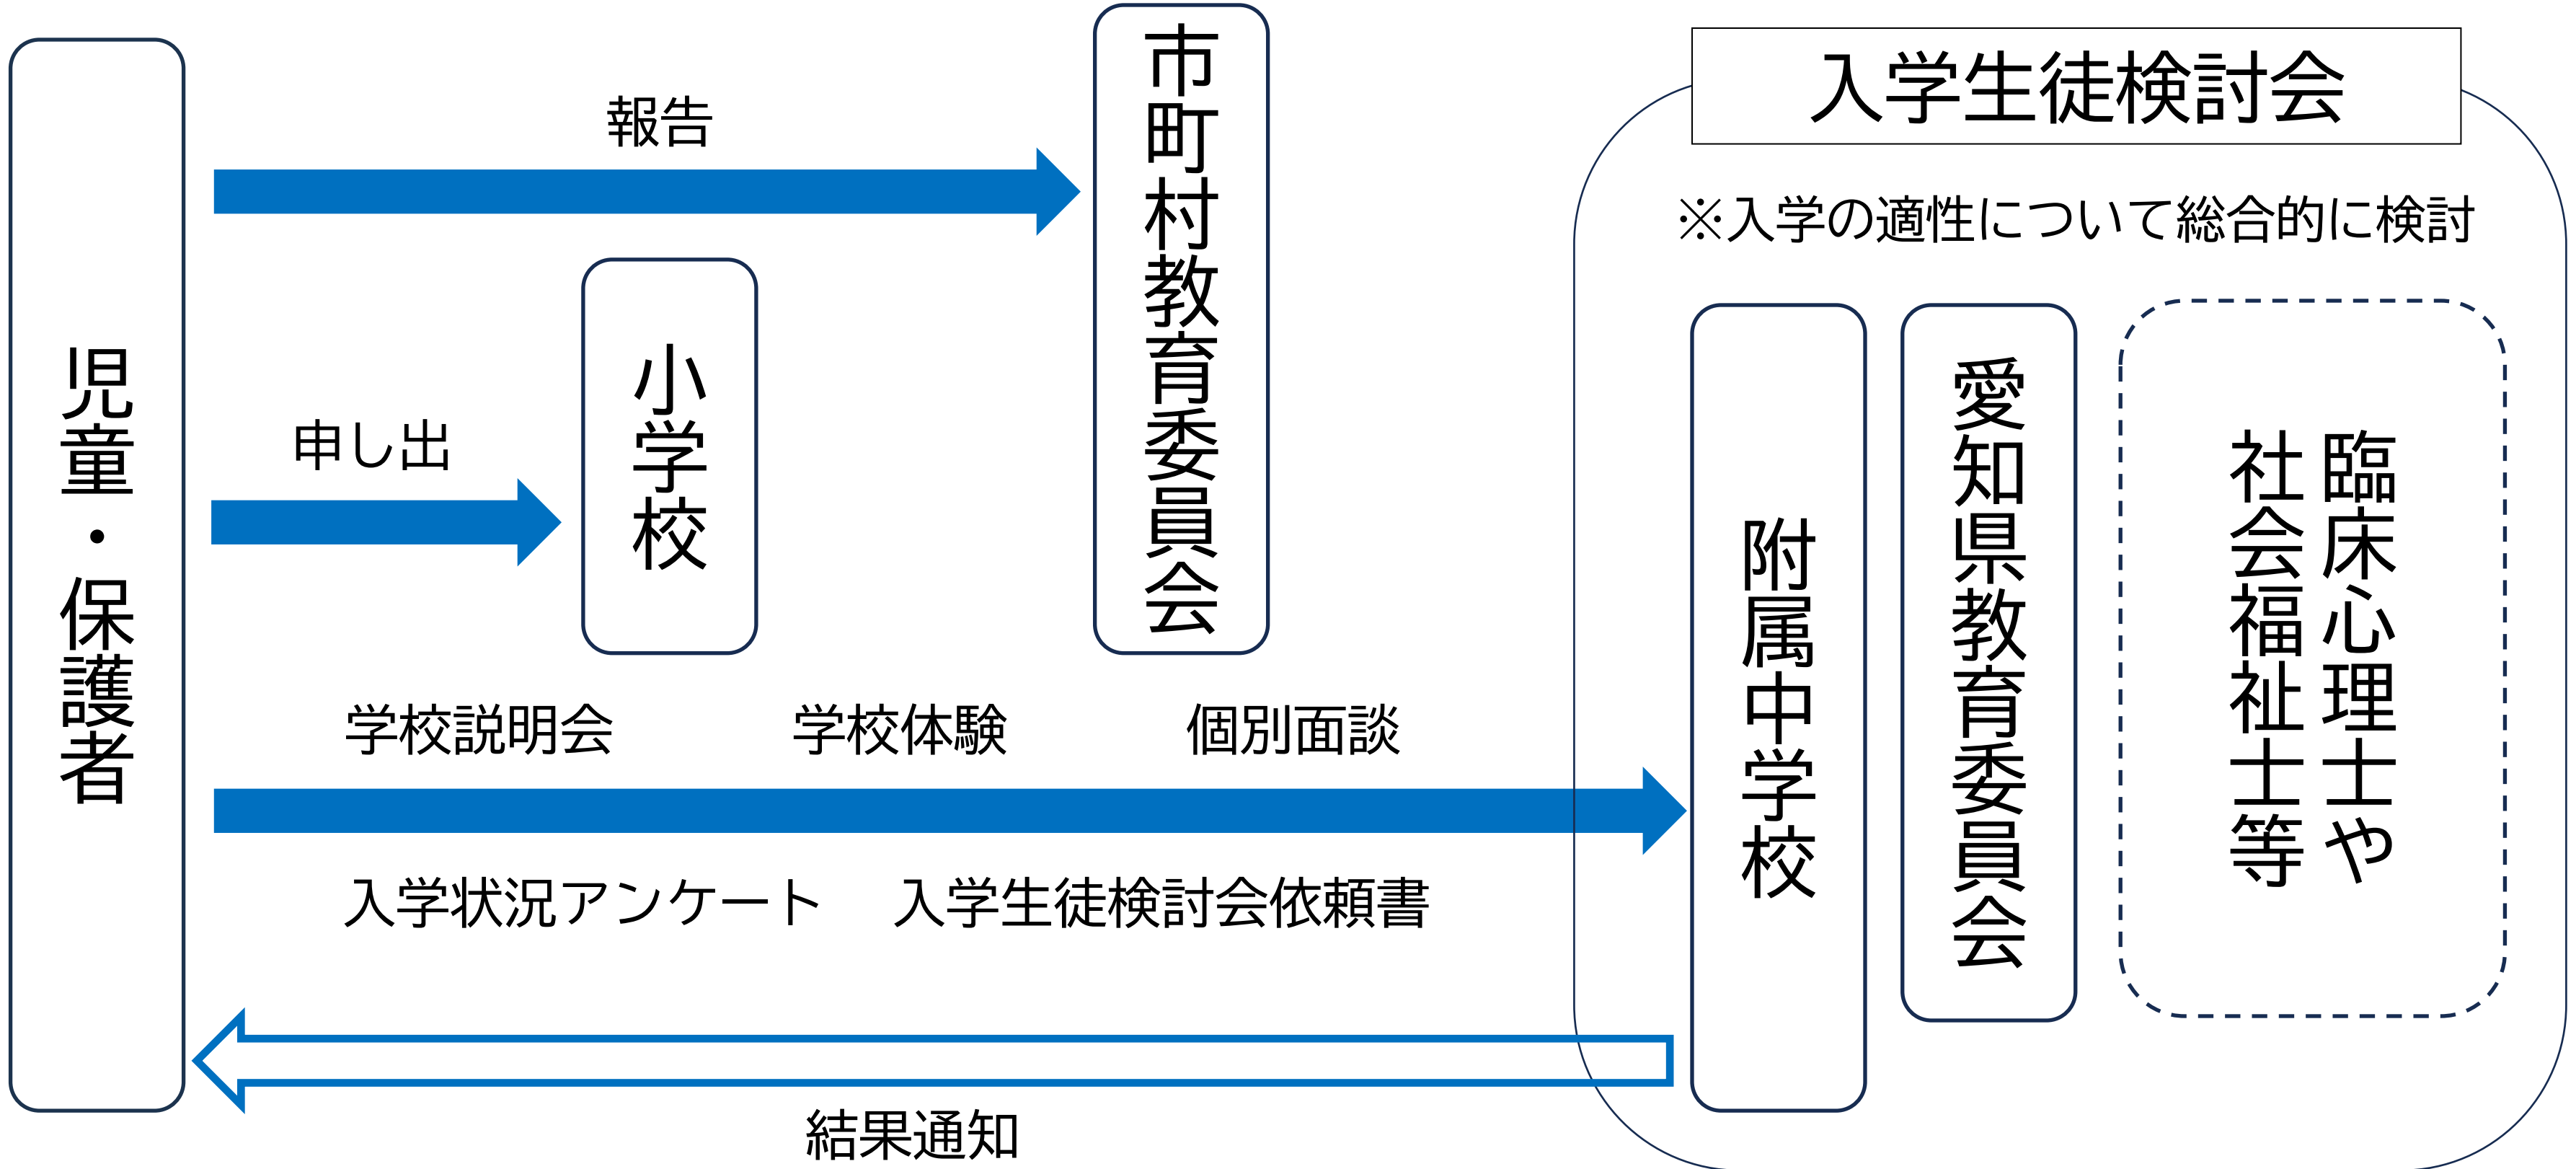 児童・保護者
報告
市町村教育委員会
申し出
小学校
学校説明会
学校体験
個別面談
入学状況アンケート
入学生徒検討会依頼書
結果通知
入学生徒検討会
※入学の適性について総合的に検討
附属中学校
愛知県教育委員会
臨床心理士や
社会福祉士等